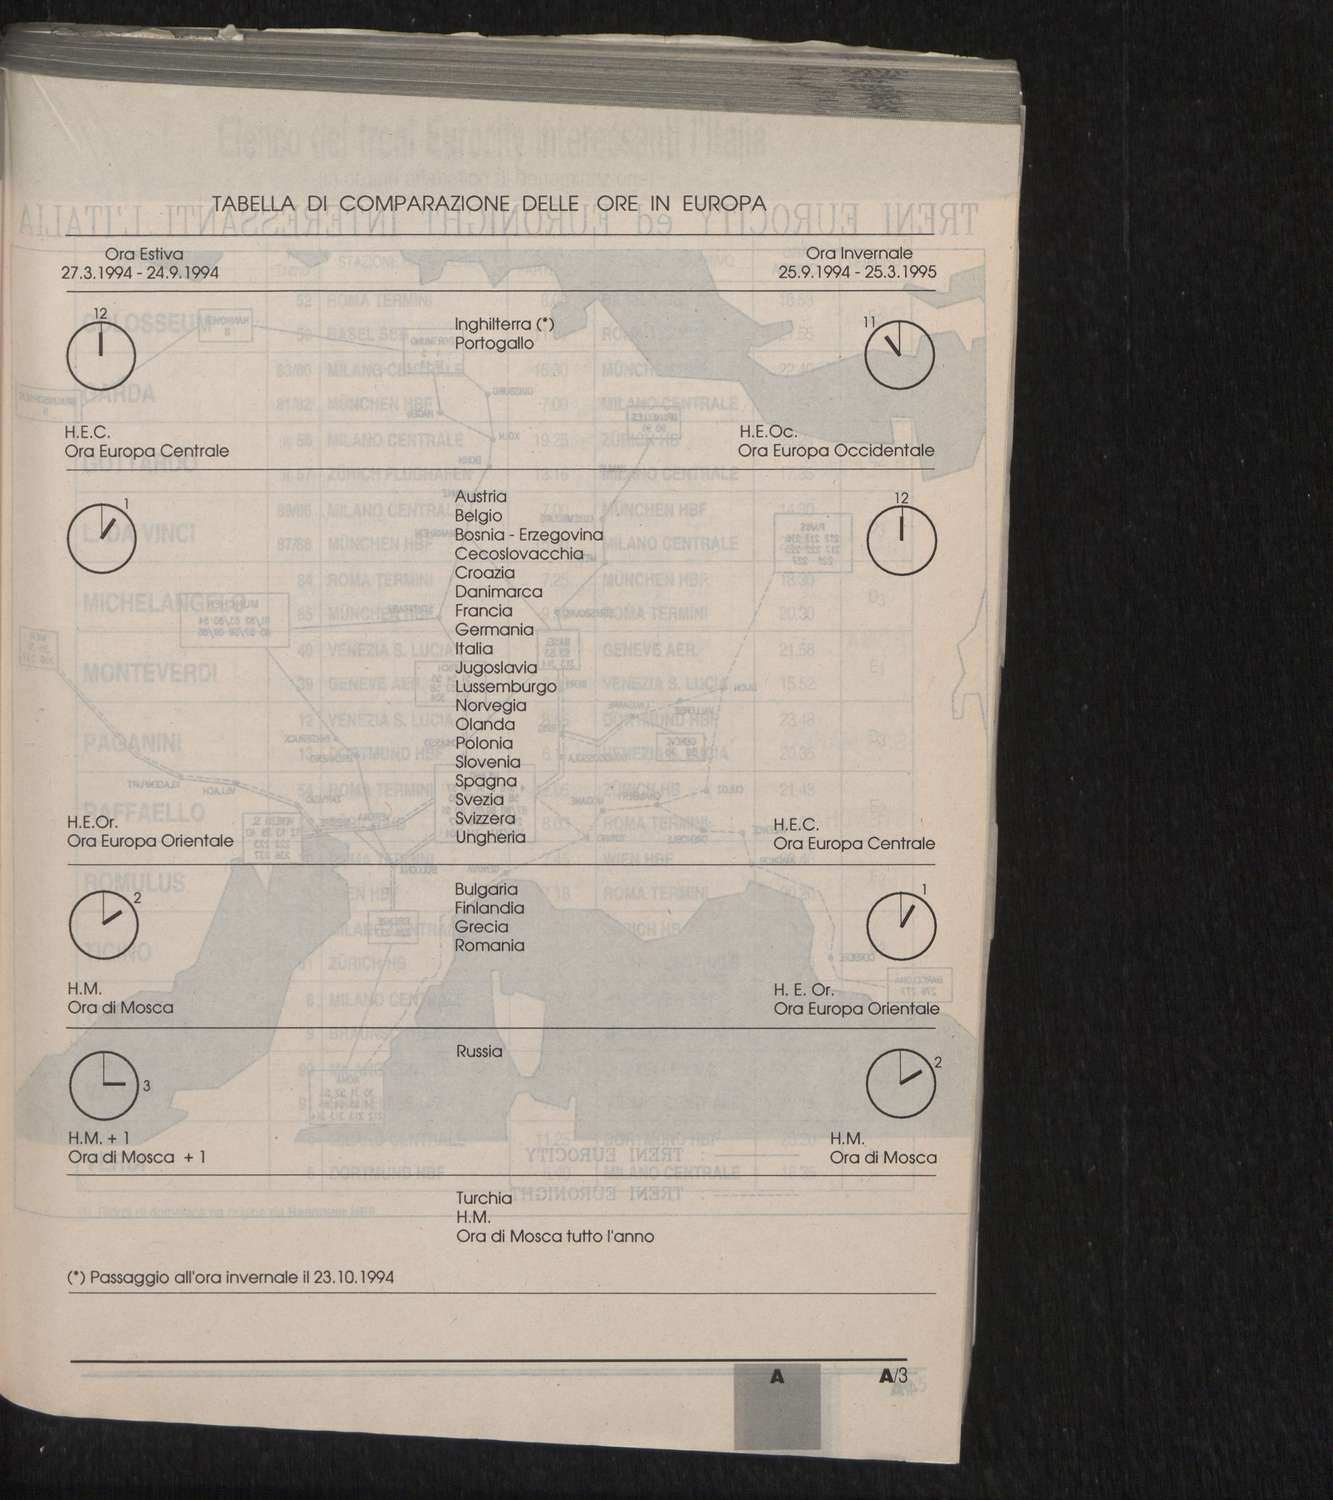 TABELLA DI COMPARAZIONE DELLE ORE IN EUROPA
Ora Estiva
27.3.1994 - 24.9.1994
Ora Invernale
25.9.1994 - 25.3.1995
12
Inghilterra (*)
Portogallo
11
H.E.C.
Ora Europa Centrale
H.E.Oc.
Ora Europa Occidentale
1
Austria
Belgio
Bosnia - Erzegovina
Cecoslovacchia
Croazia
Danimarca
Francia
Germania
Italia
Jugoslavia
Lussemburgo
Norvegia
Olanda
Polonia
Slovenia
Spagna
Svezia
Svizzera
Ungheria
12
H.E.Or.
Ora Europa Orientale
H.E.C.
Ora Europa Centrale
2
Bulgaria
Finlandia
Grecia
Romania
1
H.M.
Ora di Mosca
H. E. Or.
Ora Europa Orientale
3
Russia
2
H.M. + 1
Ora di Mosca + 1
H.M.
Ora di Mosca
Turchia
H.M.
Ora di Mosca tutto l'anno
(*) Passaggio all'ora invernale il 23.10.1994
A
A/3